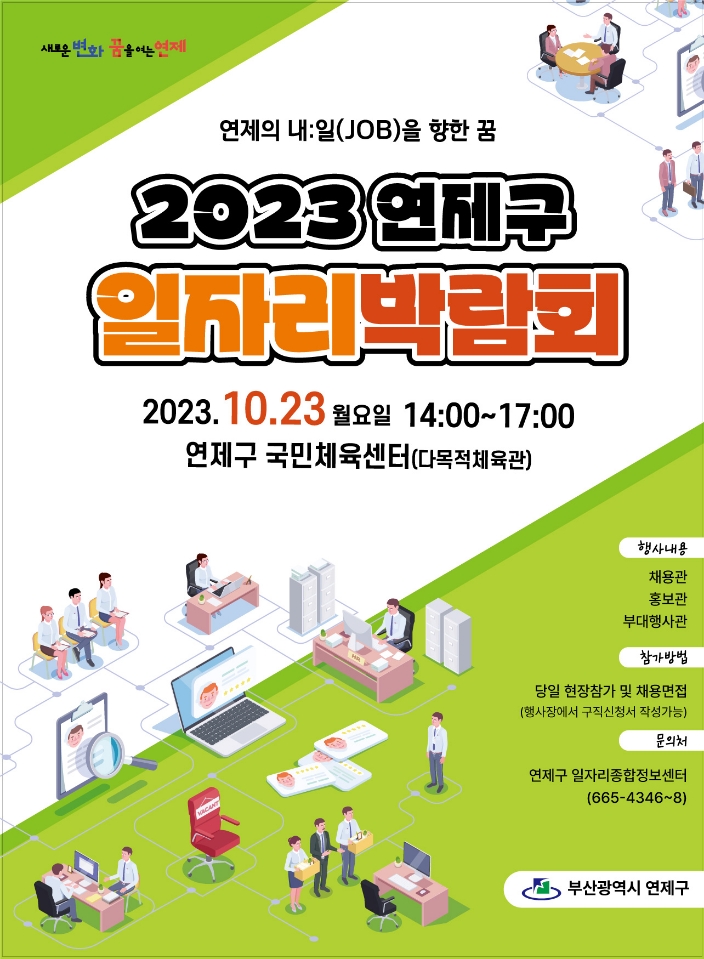 새로운 변화 꿈을 여는 연제
연제의 내:일(JOB)을 향한 꿈
2023 연제구
일자리박람회
2023. 10.23 월요일 14:00~17:00
연제구 국민체육센터(다목적체육관)
행사내용
채용관
홍보관
부대행사관
참가방법
당일 현장참가 및 채용면접
(행사장에서 구직신청서 작성가능)
문의처
연제구 일자리종합정보센터
(665-4346~8)
HR
VACANT
부산광역시 연제구